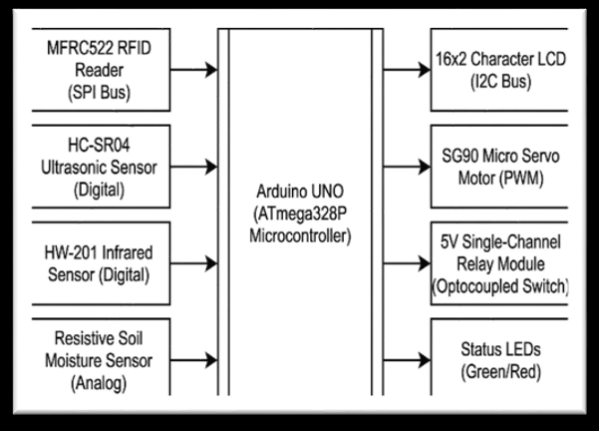 MFRC522 RFID
Reader
(SPI Bus)
HC-SR04
Ultrasonic Sensor
(Digital)
HW-201 Infrared
Sensor (Digital)
Resistive Soil
Moisture Sensor
(Analog)
Arduino UNO
(ATmega328P
Microcontroller)
16x2 Character LCD
(I2C Bus)
SG90 Micro Servo
Motor (PWM)
5V Single-Channel
Relay Module
(Optocoupled Switch)
Status LEDs
(Green/Red)